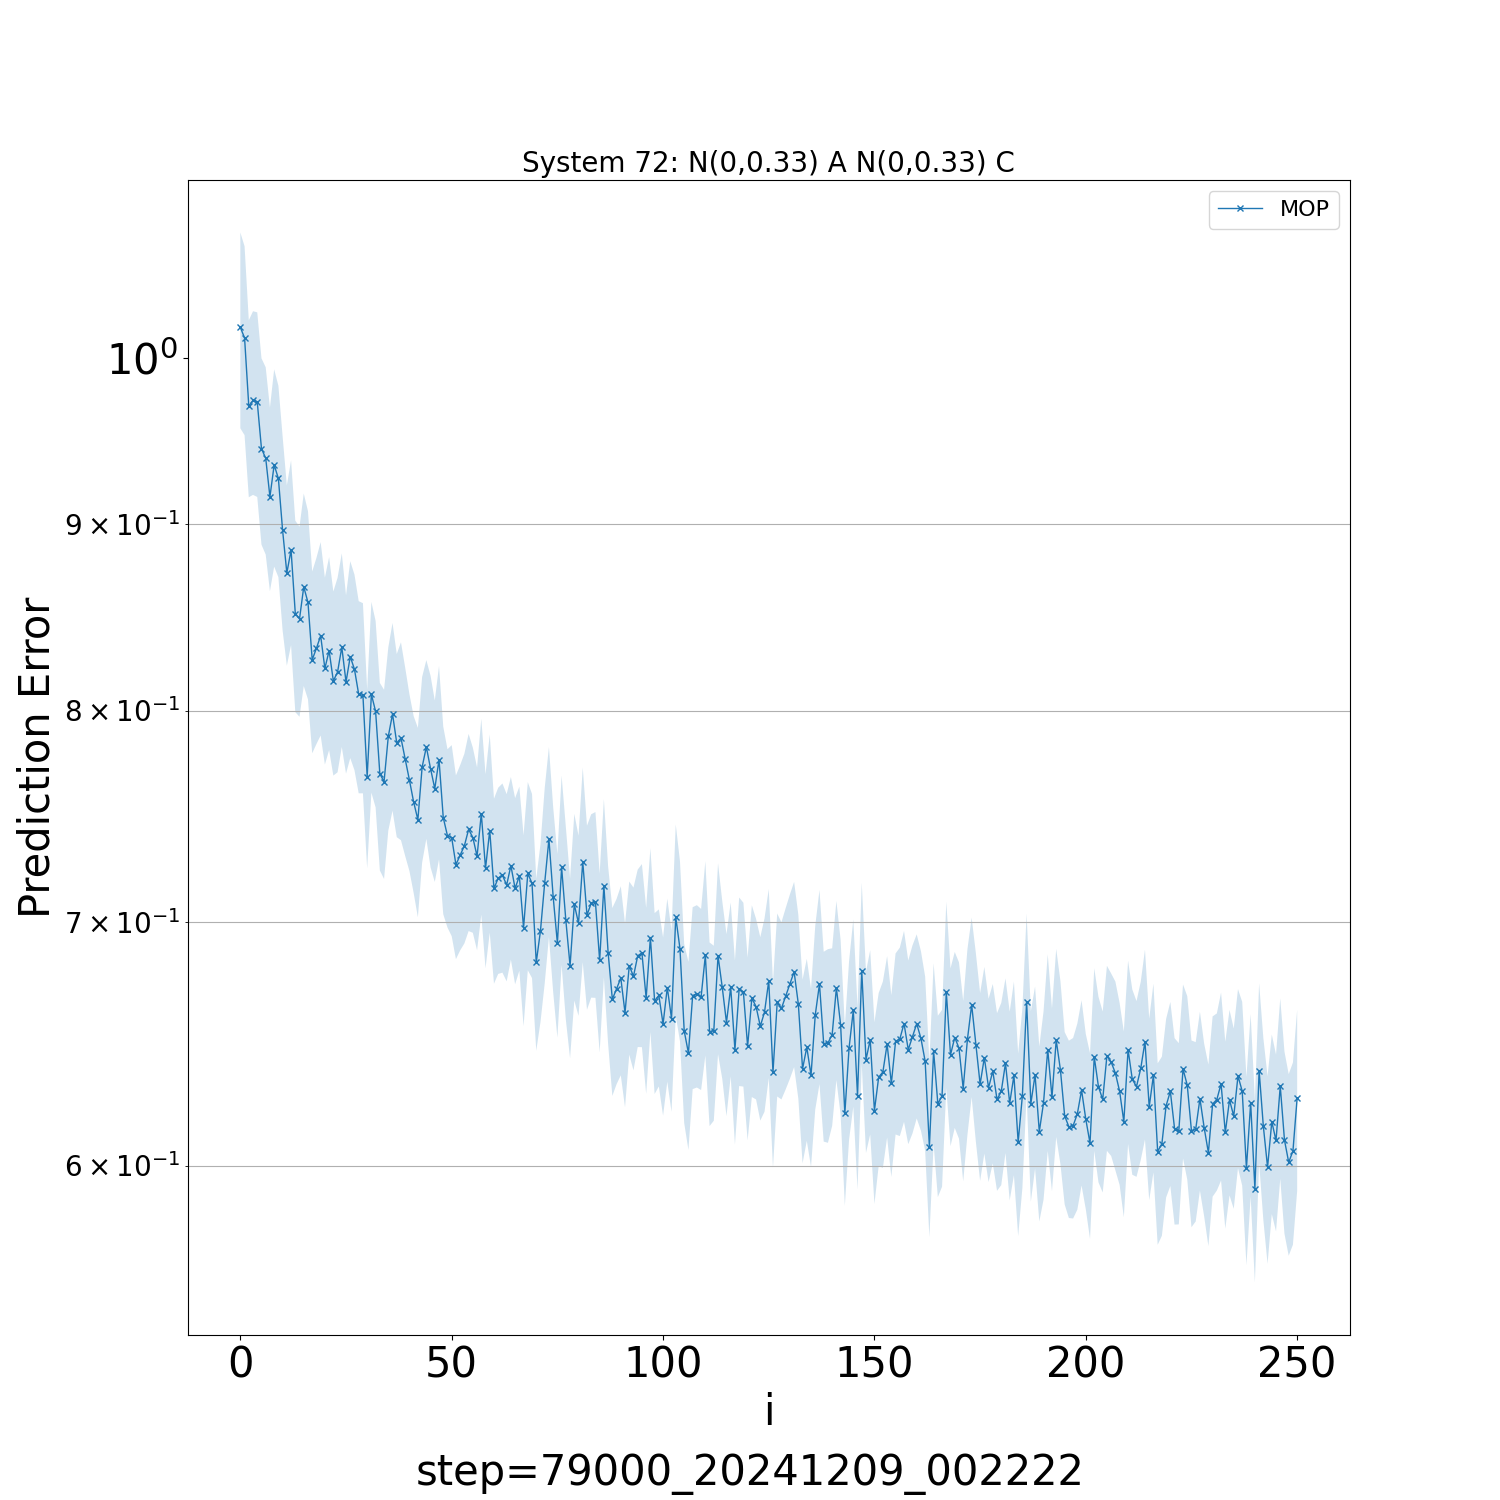 System 72: N(0,0.33) A N(0,0.33) C
MOP
Prediction Error
10⁰
9 × 10⁻¹
8 × 10⁻¹
7 × 10⁻¹
6 × 10⁻¹
0 50 100 150 200 250
i
step=79000_20241209_002222